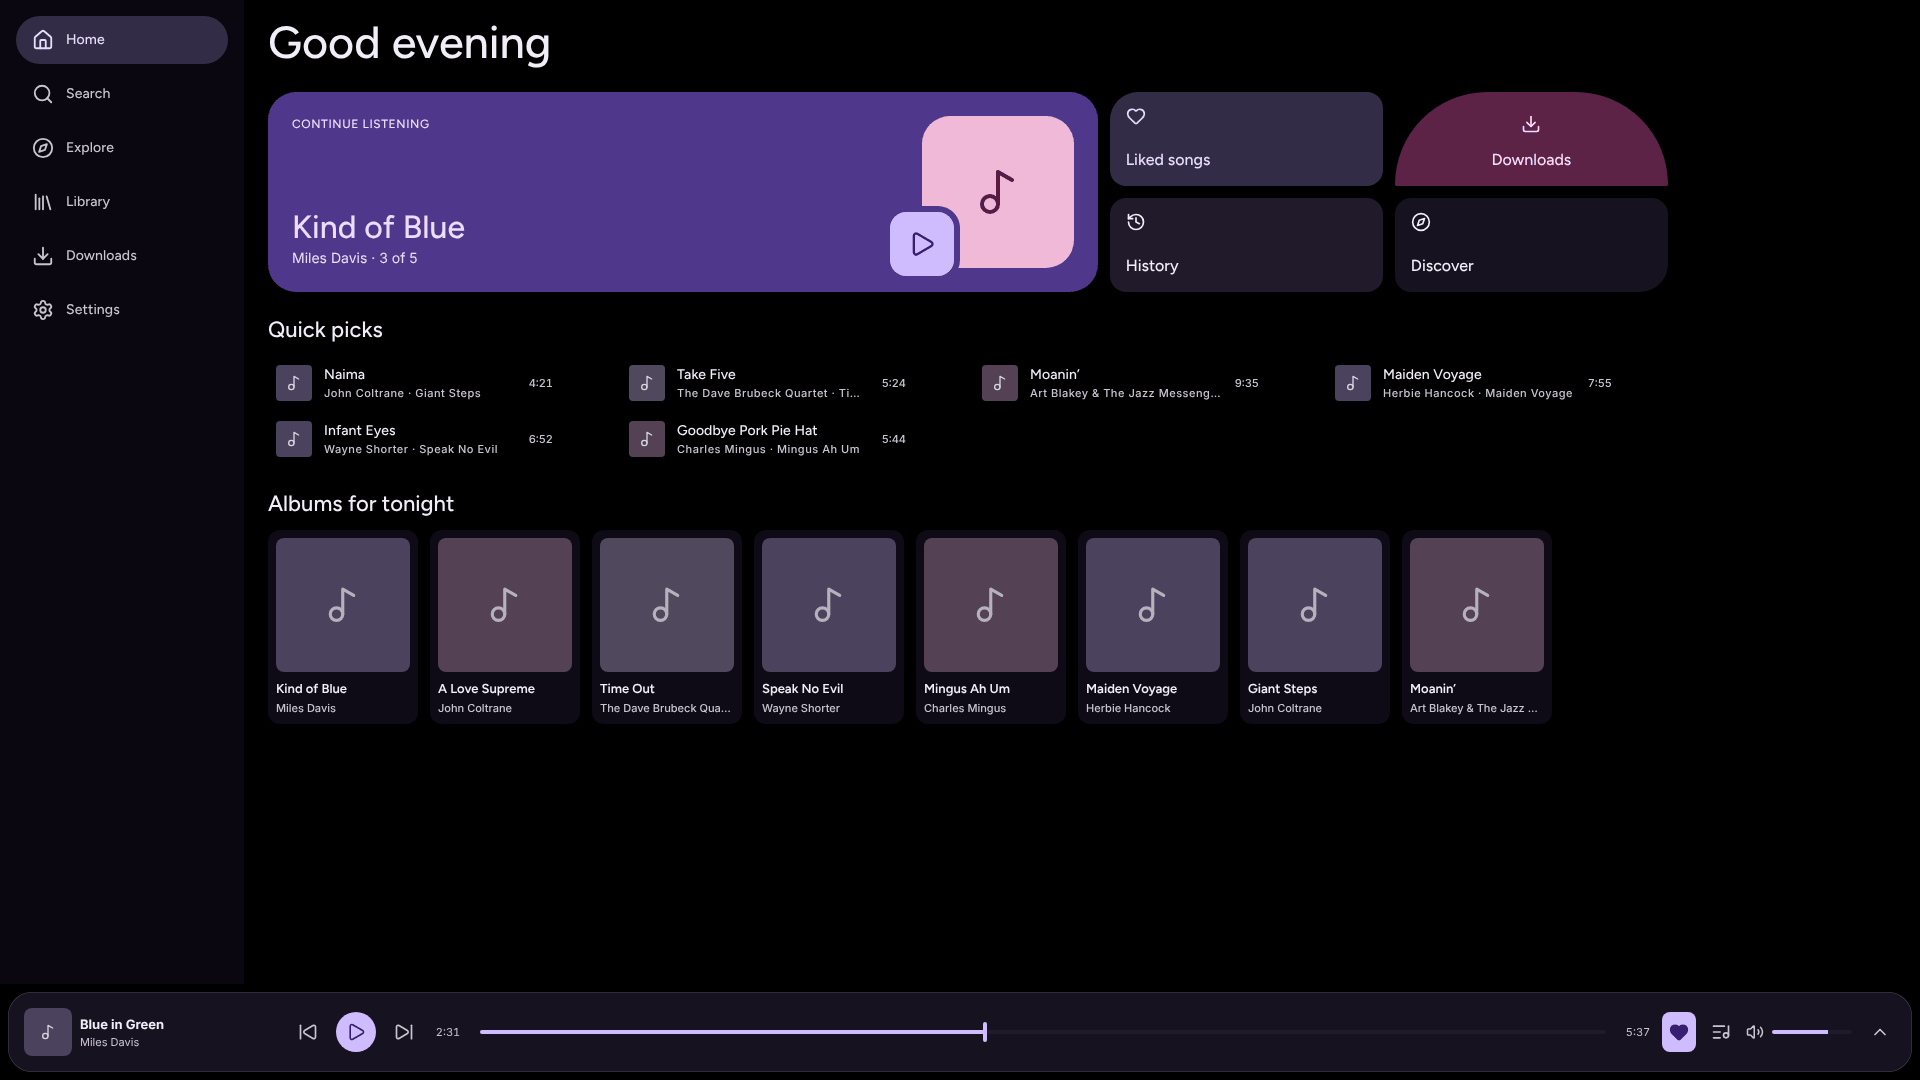 Home
Search
Explore
Library
Downloads
Settings
Good evening
CONTINUE LISTENING
Kind of Blue
Miles Davis · 3 of 5
Liked songs
Downloads
History
Discover
Quick picks
Naima
John Coltrane · Giant Steps
4:21
Take Five
The Dave Brubeck Quartet · Ti...
5:24
Moanin’
Art Blakey & The Jazz Messeng...
9:35
Maiden Voyage
Herbie Hancock · Maiden Voyage
7:55
Infant Eyes
Wayne Shorter · Speak No Evil
6:52
Goodbye Pork Pie Hat
Charles Mingus · Mingus Ah Um
5:44
Albums for tonight
Kind of Blue
Miles Davis
A Love Supreme
John Coltrane
Time Out
The Dave Brubeck Qua...
Speak No Evil
Wayne Shorter
Mingus Ah Um
Charles Mingus
Maiden Voyage
Herbie Hancock
Giant Steps
John Coltrane
Moanin’
Art Blakey & The Jazz ...
Blue in Green
Miles Davis
2:31
5:37